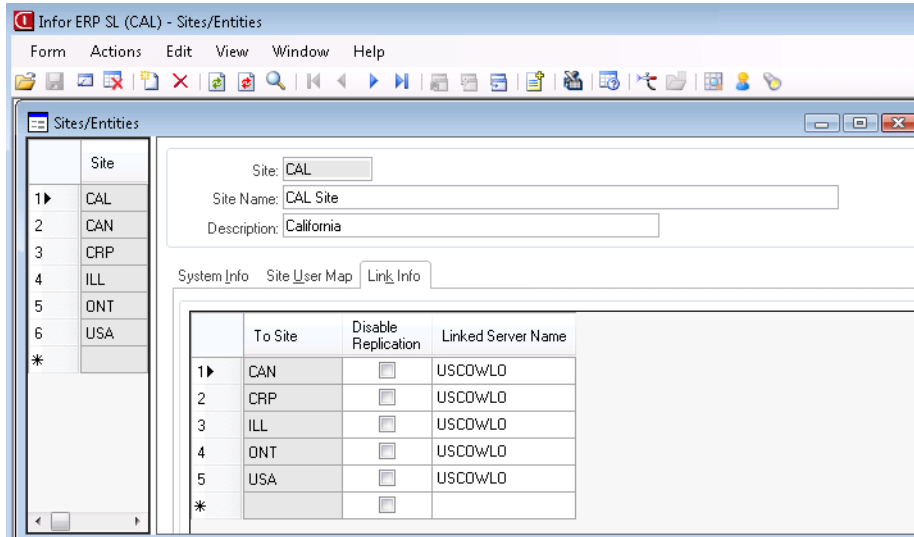 Infor ERP SL (CAL) - Sites/Entities
Form Actions Edit View Window Help
Sites/Entities
Site
1 CAL
2 CAN
3 CRP
4 ILL
5 ONT
6 USA
*
Site: CAL
Site Name: CAL Site
Description: California
System Info Site User Map Link Info
To Site Disable Replication Linked Server Name
1 CAN USCOWLO
2 CRP USCOWLO
3 ILL USCOWLO
4 ONT USCOWLO
5 USA USCOWLO
*